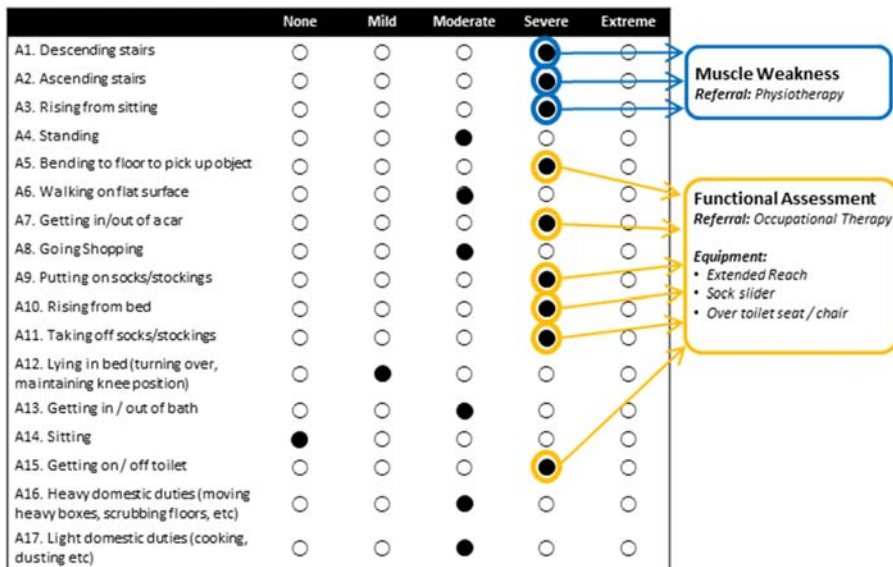 None Mild Moderate Severe Extreme
A1. Descending stairs
A2. Ascending stairs
A3. Rising from sitting
A4. Standing
A5. Bending to floor to pick up object
A6. Walking on flat surface
A7. Getting in/out of a car
A8. Going Shopping
A9. Putting on socks/stockings
A10. Rising from bed
A11. Taking off socks/stockings
A12. Lying in bed (turning over,
maintaining knee position)
A13. Getting in / out of bath
A14. Sitting
A15. Getting on / off toilet
A16. Heavy domestic duties (moving
heavy boxes, scrubbing floors, etc)
A17. Light domestic duties (cooking,
dusting etc)
Muscle Weakness
Referral: Physiotherapy
Functional Assessment
Referral: Occupational Therapy
Equipment:
• Extended Reach
• Sock slider
• Over toilet seat / chair